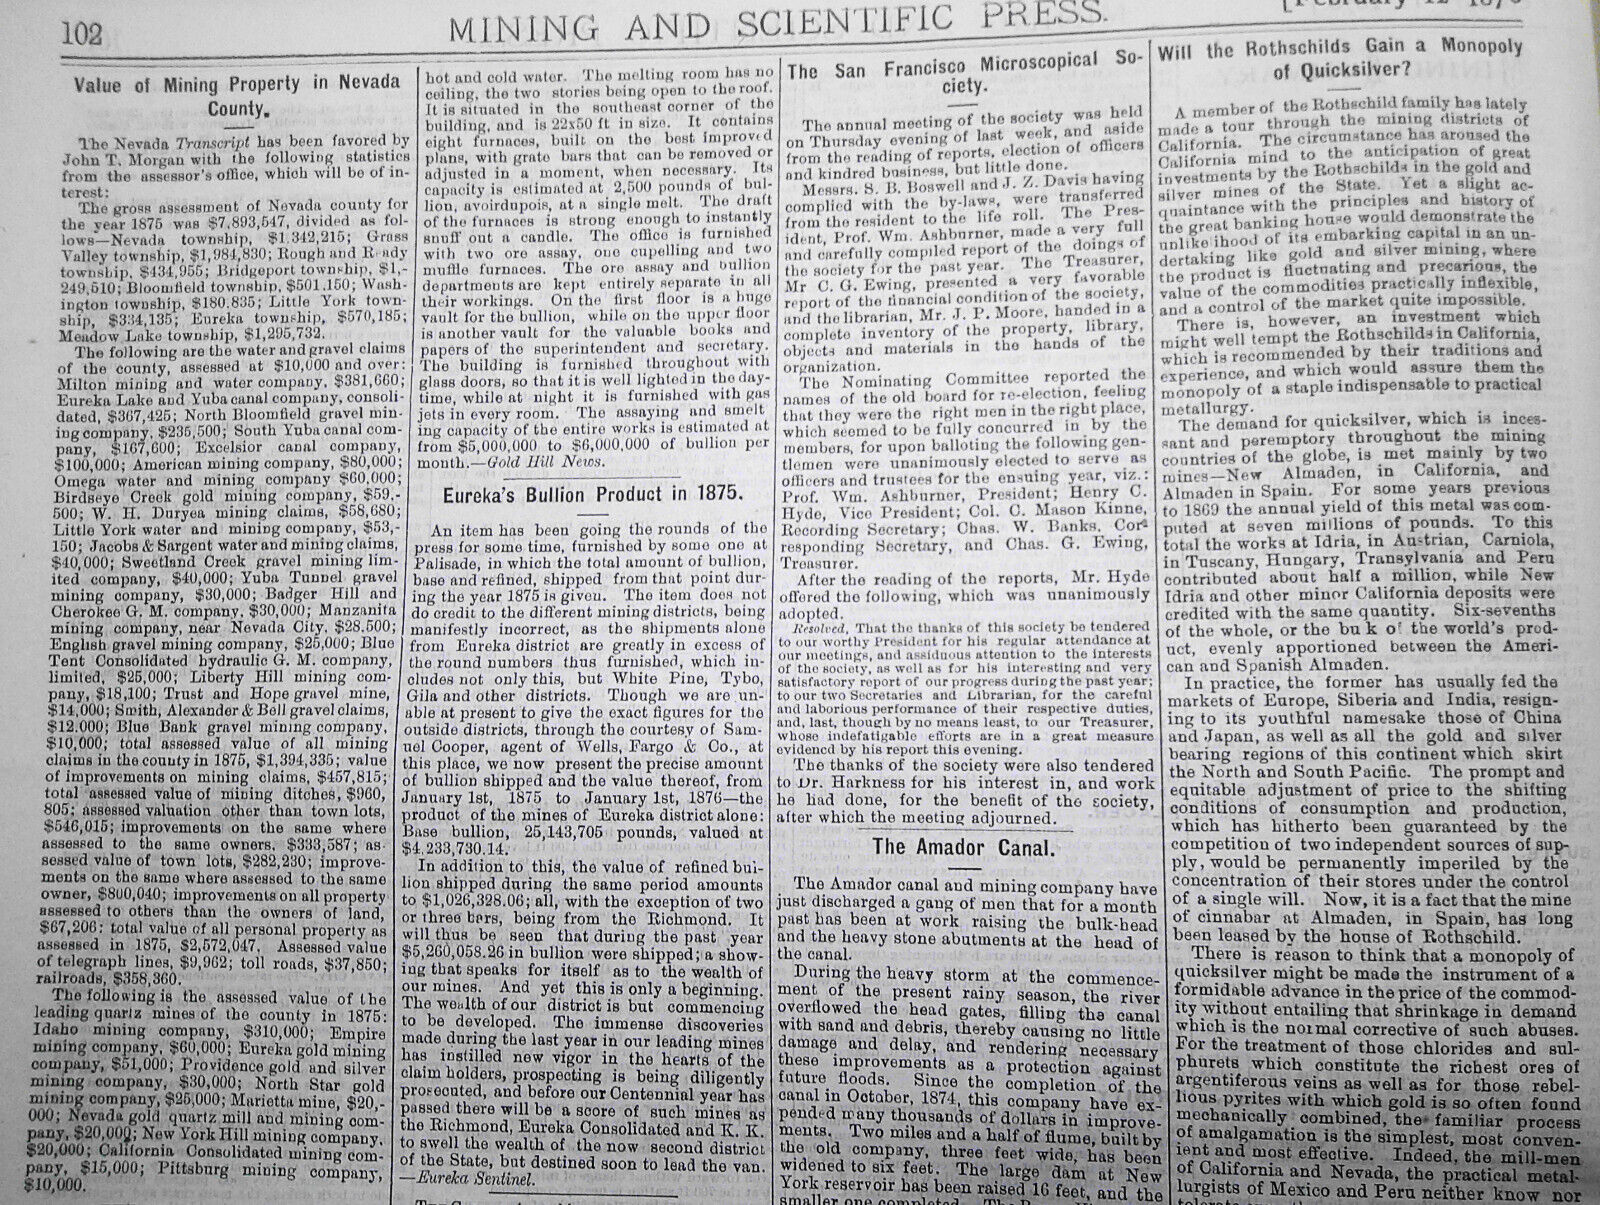 102
MINING AND SCIENTIFIC PRESS.
[February 12 187
Value of Mining Property in Nevada
County.
The Nevada Transcript has been favored by
John T. Morgan with the following statistics
from the assessor's office, which will be of in-
terest:
The gross assessment of Nevada county for
the year 1875 was $7,893,547, divided as fol-
lows—Nevada township, $1,342,215; Grass
Valley township, $1,984,830; Rough and Ready
township, $434,955; Bridgeport township, $1,-
249,510; Bloomfield township, $501,150; Wash-
ington township, $180,835; Little York town-
ship, $334,135; Eureka township, $570,185;
Meadow Lake township, $1,295,732.
The following are the water and gravel claims
of the county, assessed at $10,000 and over:
Milton mining and water company, $381,660;
Eureka Lake and Yuba canal company, consoli-
dated, $367,425; North Bloomfield gravel min-
ing company, $235,500; South Yuba canal com-
pany, $167,600; Excelsior canal company,
$100,000; American mining company, $80,000;
Omega water and mining company $60,000;
Birdseye Creek gold mining company, $59,-
500; W. H. Duryea mining claims, $58,680;
Little York water and mining company, $53,-
150; Jacobs & Sargent water and mining claims,
$40,000; Sweetland Creek gravel mining lim-
ited company, $40,000; Yuba Tunnel gravel
mining company, $30,000; Badger Hill and
Cherokee G. M. company, $30,000; Manzanita
mining company, near Nevada City, $28,500;
English gravel mining company, $25,000; Blue
Tent Consolidated hydraulic G. M. company,
limited, $25,000; Liberty Hill mining com-
pany, $18,100; Trust and Hope gravel mine,
$14,000; Smith, Alexander & Bell gravel claims,
$12,000; Blue Bank gravel mining company,
$10,000; total assessed value of all mining
claims in the county in 1875, $1,394,335; value
of improvements on mining claims, $457,815;
total assessed value of mining ditches, $960,
805; assessed valuation other than town lots,
$546,015; improvements on the same where
assessed to the same owners, $333,587; as-
sessed value of town lots, $282,230; improve-
ments on the same where assessed to the same
owner, $800,040; improvements on all property
assessed to others than the owners of land,
$67,206; total value of all personal property as
assessed in 1875, $2,572,047. Assessed value
of telegraph lines, $9,962; toll roads, $37,850;
railroads, $358,360.
The following is the assessed value of the
leading quartz mines of the county in 1875:
Idaho mining company, $310,000; Empire
mining company, $60,000; Eureka gold mining
company, $51,000; Providence gold and silver
mining company, $30,000; North Star gold
mining company, $25,000; Marietta mine, $20,-
000; Nevada gold quartz mill and mining com-
pany, $20,000; New York Hill mining company,
$20,000; California Consolidated mining com-
pany, $15,000; Pittsburg mining company,
$10,000.
hot and cold water. The melting room has no
ceiling, the two stories being open to the roof.
It is situated in the southeast corner of the
building, and is 22x50 ft in size. It contains
eight furnaces, built on the best improved
plans, with grate bars that can be removed or
adjusted in a moment, when necessary. Its
capacity is estimated at 2,500 pounds of bul-
lion, avoirdupois, at a single melt. The draft
of the furnaces is strong enough to instantly
snuff out a candle. The office is furnished
with two ore assay, one cupelling and two
muffle furnaces. The ore assay and bullion
departments are kept entirely separate in all
their workings. On the first floor is a huge
vault for the bullion, while on the upper floor
is another vault for the valuable books and
papers of the superintendent and secretary.
The building is furnished throughout with
glass doors, so that it is well lighted in the day-
time, while at night it is furnished with gas
jets in every room. The assaying and smelt
ing capacity of the entire works is estimated at
from $5,000,000 to $6,000,000 of bullion per
month.—Gold Hill News.
Eureka's Bullion Product in 1875.
An item has been going the rounds of the
press for some time, furnished by some one at
Palisade, in which the total amount of bullion,
base and refined, shipped from that point dur-
ing the year 1875 is given. The item does not
do credit to the different mining districts, being
manifestly incorrect, as the shipments alone
from Eureka district are greatly in excess of
the round numbers thus furnished, which in-
cludes not only this, but White Pine, Tybo,
Gila and other districts. Though we are un-
able at present to give the exact figures for the
outside districts, through the courtesy of Sam-
uel Cooper, agent of Wells, Fargo & Co., at
this place, we now present the precise amount
of bullion shipped and the value thereof, from
January 1st, 1875 to January 1st, 1876—the
product of the mines of Eureka district alone:
Base bullion, 25,143,705 pounds, valued at
$4,233,730.14.
In addition to this, the value of refined bul-
lion shipped during the same period amounts
to $1,026,328.06; all, with the exception of two
or three bars, being from the Richmond. It
will thus be seen that during the past year
$5,260,058.26 in bullion were shipped; a show-
ing that speaks for itself as to the wealth of
our mines. And yet this is only a beginning.
The wealth of our district is but commencing
to be developed. The immense discoveries
made during the last year in our leading mines
has instilled new vigor in the hearts of the
claim holders, prospecting is being diligently
prosecuted, and before our Centennial year has
passed there will be a score of such mines as
the Richmond, Eureka Consolidated and K. K.
to swell the wealth of the now second district
of the State, but destined soon to lead the van.
—Eureka Sentinel.
The San Francisco Microscopical So-
ciety.
The annual meeting of the society was held
on Thursday evening of last week, and aside
from the reading of reports, election of officers
and kindred business, but little done.
Messrs. S. B. Boswell and J. Z. Davis having
complied with the by-laws, were transferred
from the resident to the life roll. The Pres-
ident, Prof. Wm. Ashburner, made a very full
and carefully compiled report of the doings of
the society for the past year. The Treasurer,
Mr C. G. Ewing, presented a very favorable
report of the financial condition of the society,
and the librarian, Mr. J. P. Moore, handed in a
complete inventory of the property, library,
objects and materials in the hands of the
organization.
The Nominating Committee reported the
names of the old board for re-election, feeling
that they were the right men in the right place,
which seemed to be fully concurred in by the
members, for upon balloting the following gen-
tlemen were unanimously elected to serve as
officers and trustees for the ensuing year, viz.:
Prof. Wm. Ashburner, President; Henry C.
Hyde, Vice President; Col. C. Mason Kinne,
Recording Secretary; Chas. W. Banks, Cor-
responding Secretary, and Chas. G. Ewing,
Treasurer.
After the reading of the reports, Mr. Hyde
offered the following, which was unanimously
adopted.
Resolved, That the thanks of this society be tendered
to our worthy President for his regular attendance at
our meetings, and assiduous attention to the interests
of the society, as well as for his interesting and very
satisfactory report of our progress during the past year;
to our two Secretaries and Librarian, for the careful
and laborious performance of their respective duties,
and, last, though by no means least, to our Treasurer,
whose indefatigable efforts are in a great measure
evidenced by his report this evening.
The thanks of the society were also tendered
to Dr. Harkness for his interest in, and work
he had done, for the benefit of the society,
after which the meeting adjourned.
The Amador Canal.
The Amador canal and mining company have
just discharged a gang of men that for a month
past has been at work raising the bulk-head
and the heavy stone abutments at the head of
the canal.
During the heavy storm at the commence-
ment of the present rainy season, the river
overflowed the head gates, filling the canal
with sand and debris, thereby causing no little
damage and delay, and rendering necessary
these improvements as a protection against
future floods. Since the completion of the
canal in October, 1874, this company have ex-
pended many thousands of dollars in improve-
ments. Two miles and a half of flume, built by
the old company, three feet wide, has been
widened to six feet. The large dam at New
York reservoir has been raised 16 feet, and the
smaller one completed.
Will the Rothschilds Gain a Monopoly
of Quicksilver?
A member of the Rothschild family has lately
made a tour through the mining districts of
California. The circumstance has aroused the
California mind to the anticipation of great
investments by the Rothschilds in the gold and
silver mines of the State. Yet a slight ac-
quaintance with the principles and history of
the great banking house would demonstrate the
unlikelihood of its embarking capital in an un-
dertaking like gold and silver mining, where
the product is fluctuating and precarious, the
value of the commodities practically inflexible,
and a control of the market quite impossible.
There is, however, an investment which
might well tempt the Rothschilds in California,
which is recommended by their traditions and
experience, and which would assure them the
monopoly of a staple indispensable to practical
metallurgy.
The demand for quicksilver, which is inces-
sant and peremptory throughout the mining
countries of the globe, is met mainly by two
mines—New Almaden, in California, and
Almaden in Spain. For some years previous
to 1869 the annual yield of this metal was com-
puted at seven millions of pounds. To this
total the works at Idria, in Austrian, Carniola,
in Tuscany, Hungary, Transylvania and Peru
contributed about half a million, while New
Idria and other minor California deposits were
credited with the same quantity. Six-sevenths
of the whole, or the bulk of the world's prod-
uct, evenly apportioned between the Ameri-
can and Spanish Almaden.
In practice, the former has usually fed the
markets of Europe, Siberia and India, resign-
ing to its youthful namesake those of China
and Japan, as well as all the gold and silver
bearing regions of this continent which skirt
the North and South Pacific. The prompt and
equitable adjustment of price to the shifting
conditions of consumption and production,
which has hitherto been guaranteed by the
competition of two independent sources of sup-
ply, would be permanently imperiled by the
concentration of their stores under the control
of a single will. Now, it is a fact that the mine
of cinnabar at Almaden, in Spain, has long
been leased by the house of Rothschild.
There is reason to think that a monopoly of
quicksilver might be made the instrument of a
formidable advance in the price of the commod-
ity without entailing that shrinkage in demand
which is the normal corrective of such abuses.
For the treatment of those chlorides and sul-
phurets which constitute the richest ores of
argentiferous veins as well as for those rebel-
lious pyrites with which gold is so often found
mechanically combined, the familiar process
of amalgamation is the simplest, most conven-
ient and most effective. Indeed, the mill-men
of California and Nevada, the practical metal-
lurgists of Mexico and Peru neither know nor